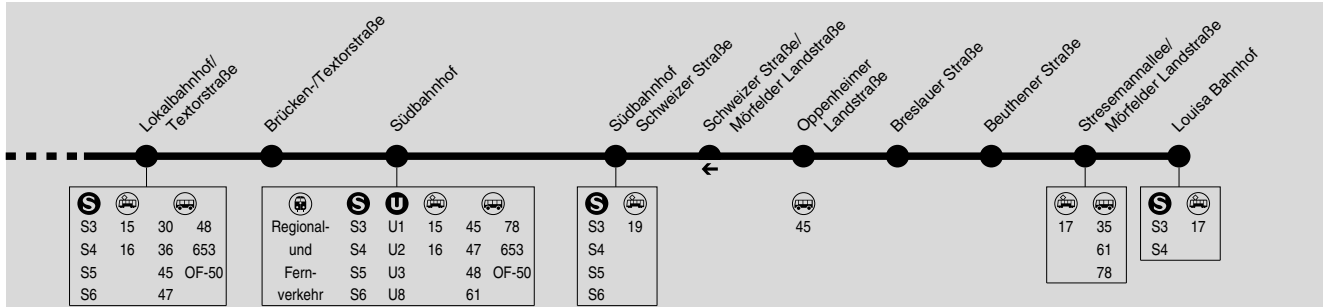 Lokalbahnhof/
Textorstraße
Brücken-/Textorstraße
Südbahnhof
Südbahnhof
Schweizer Straße
Schweizer Straße/
Mörfelder Landstraße
Oppenheimer
Landstraße
Breslauer Straße
Beuthener Straße
Stresemannallee/
Mörfelder Landstraße
Louisa Bahnhof
S
S3 15 30 48
S4 16 36 653
S5 45 OF-50
S6 47
S U
Regional- S3 U1 15 45 78
und S4 U2 16 47 653
Fern- S5 U3 48 OF-50
verkehr S6 U8 61
S
S3 19
S4
S5
S6
45
17 35
61
78
S
S3 17
S4